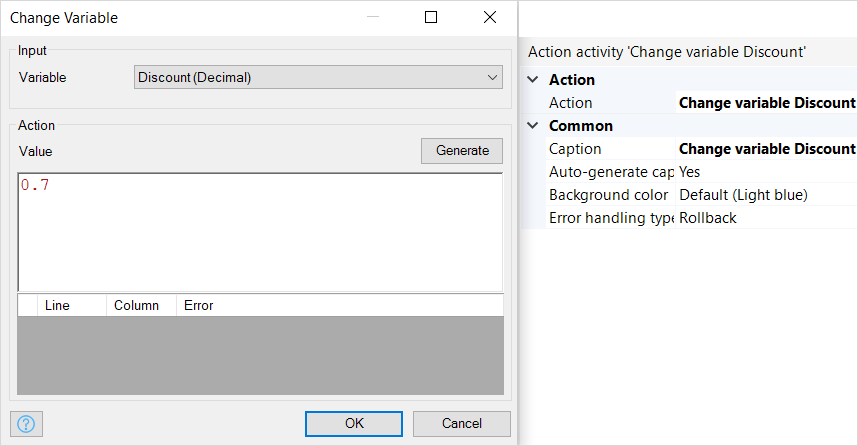 Change Variable
Input
Variable
Discount (Decimal)
Action
Value
Generate
0.7
Line
Column
Error
?
OK
Cancel
Action activity 'Change variable Discount'
Action
Action
Change variable Discount
Common
Caption
Change variable Discount
Auto-generate cap
Yes
Background color
Default (Light blue)
Error handling type
Rollback